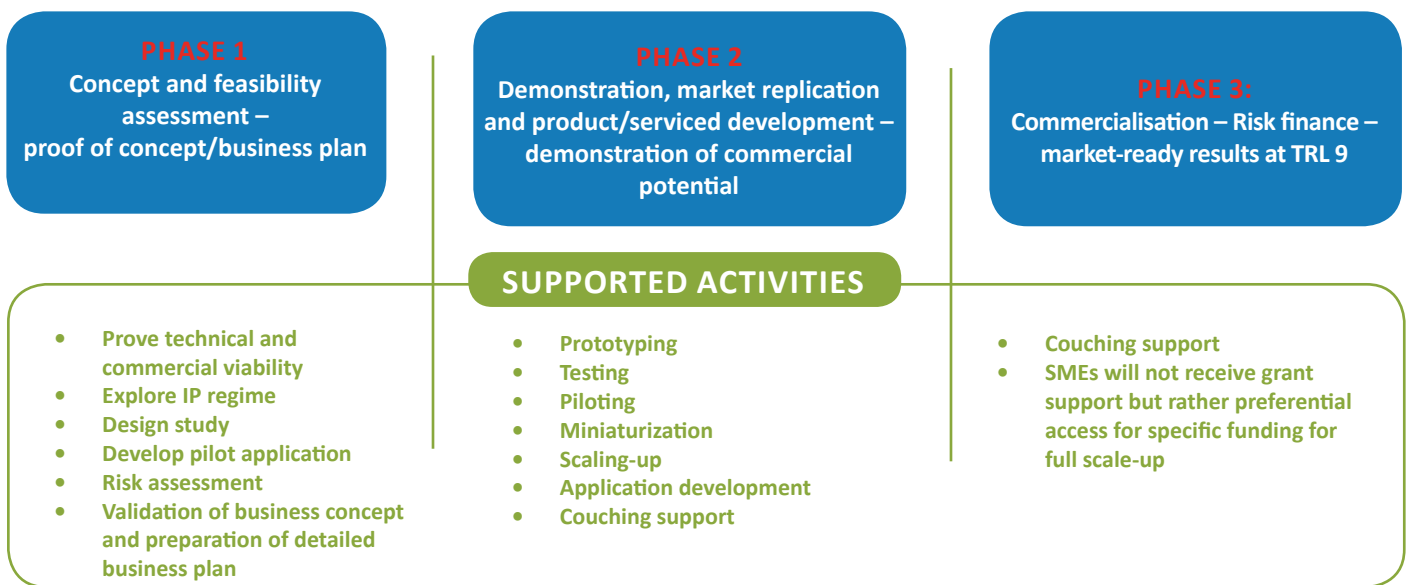 PHASE 1
Concept and feasibility
assessment –
proof of concept/business plan
PHASE 2
Demonstration, market replication
and product/serviced development –
demonstration of commercial
potential
PHASE 3:
Commercialisation – Risk finance –
market-ready results at TRL 9
SUPPORTED ACTIVITIES
• Prove technical and
commercial viability
• Explore IP regime
• Design study
• Develop pilot application
• Risk assessment
• Validation of business concept
and preparation of detailed
business plan
• Prototyping
• Testing
• Piloting
• Miniaturization
• Scaling-up
• Application development
• Couching support
• Couching support
• SMEs will not receive grant
support but rather preferential
access for specific funding for
full scale-up